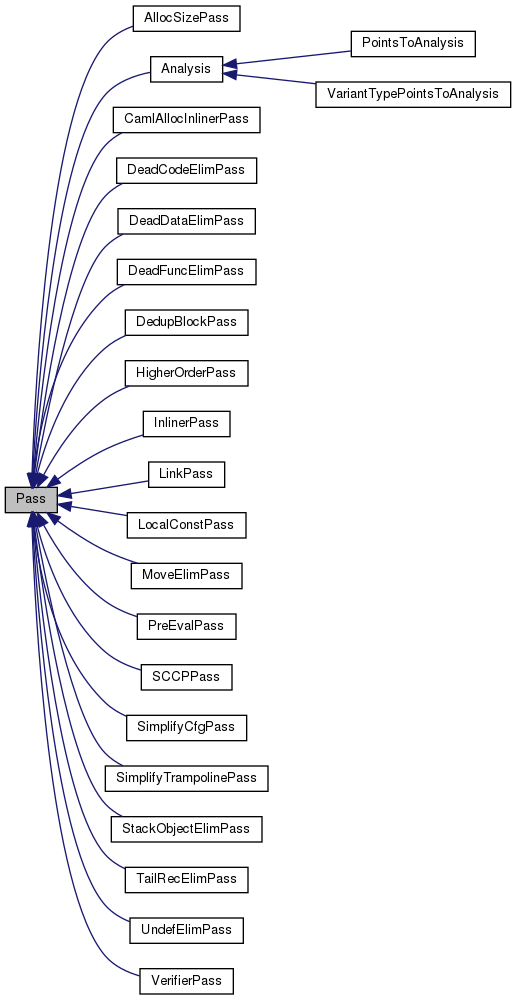 AllocSizePass
PointsToAnalysis
Analysis
VariantTypePointsToAnalysis
CamlAllocInlinerPass
DeadCodeElimPass
DeadDataElimPass
DeadFuncElimPass
DedupBlockPass
HigherOrderPass
InlinerPass
LinkPass
Pass
LocalConstPass
MoveElimPass
PreEvalPass
SCCPPass
SimplifyCfgPass
SimplifyTrampolinePass
StackObjectElimPass
TailRecElimPass
UndefElimPass
VerifierPass